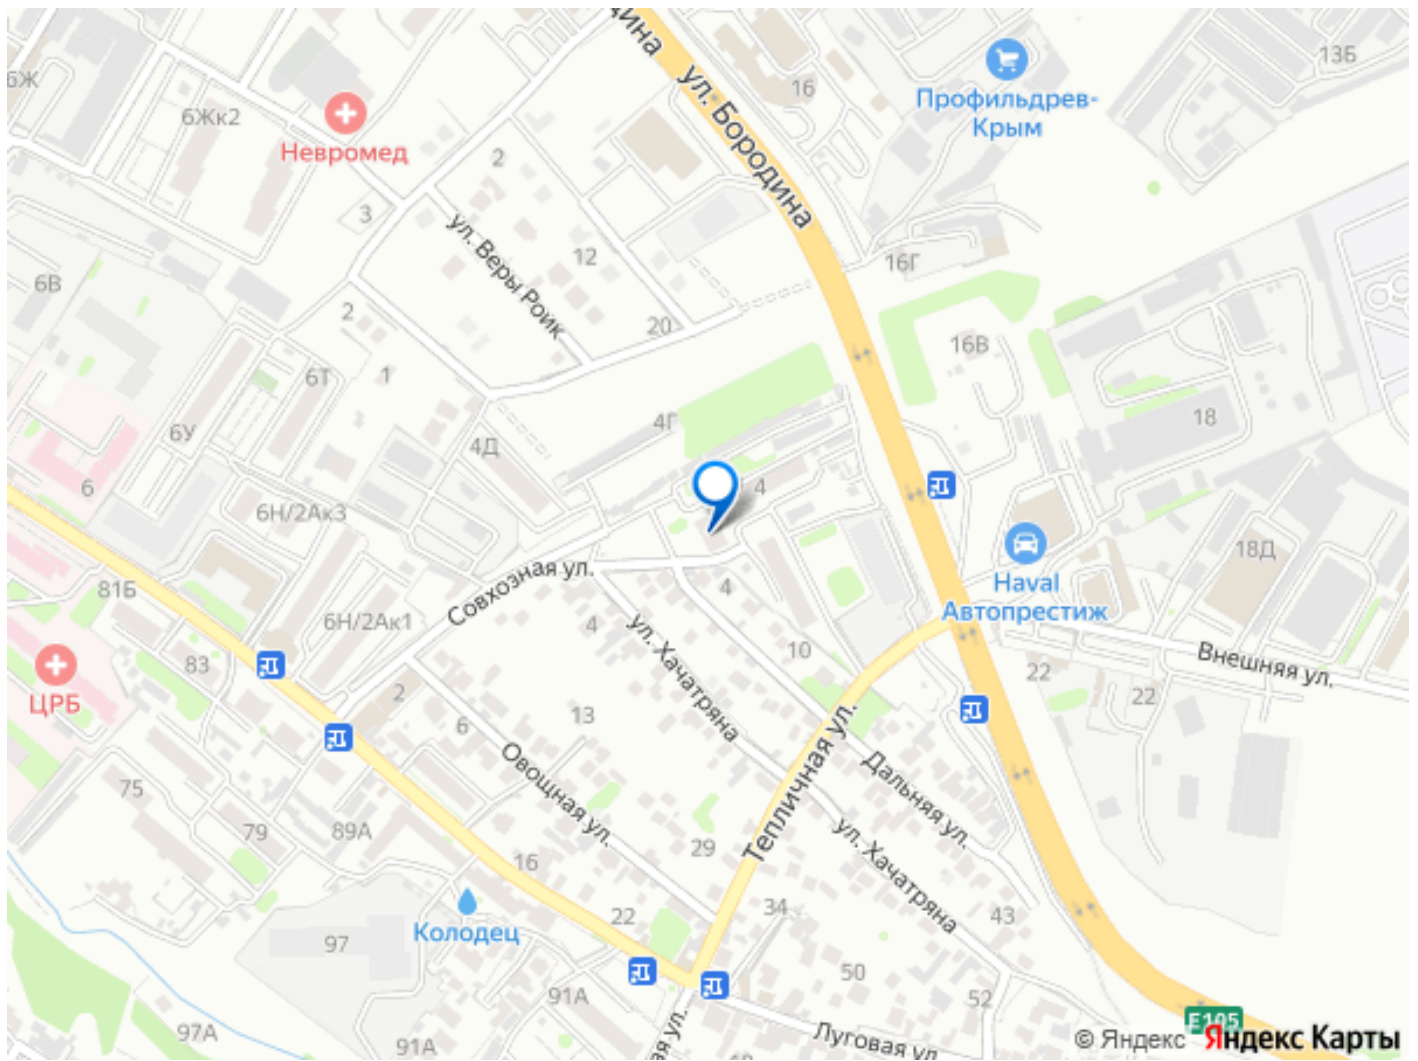 ул. Бородина
16
13Б
Профильдрев-
Крым
6Ж
6Жк2
Невромед
2
3
ул. Веры Роик
12
16Г
6В
2
20
16В
6Т
1
6У
4Г
4Д
18
6
4
6Н/2Ак3
18Д
Haval
Автопрестиж
81Б
Совхозная ул.
4
6Н/2Ак1
4
ул. Хачатряна
10
Внешняя ул.
83
22
22
ЦРБ
2
6
13
Овощная ул.
Тепличная ул.
Дальняя ул.
75
79
89А
16
29
ул. Хачатряна
22
34
43
Колодец
97
50
91А
52
97А
91А
Луговая ул.
Е105
© Яндекс Яндекс Карты